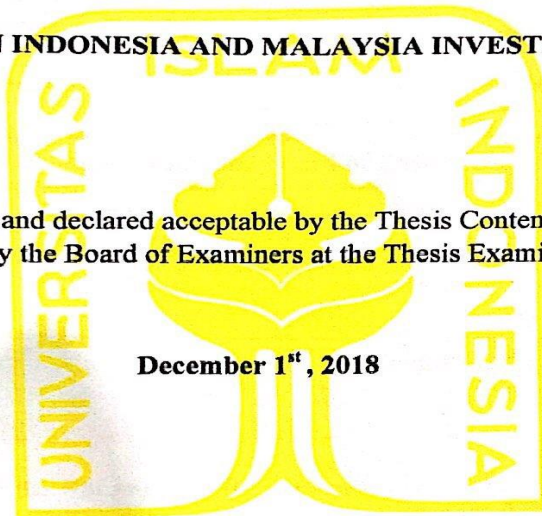 N INDONESIA AND MALAYSIA INVEST
ISLAM
UNIVERSITAS
INDONESIA
and declared acceptable by the Thesis Conten
y the Board of Examiners at the Thesis Exami
December 1st, 2018